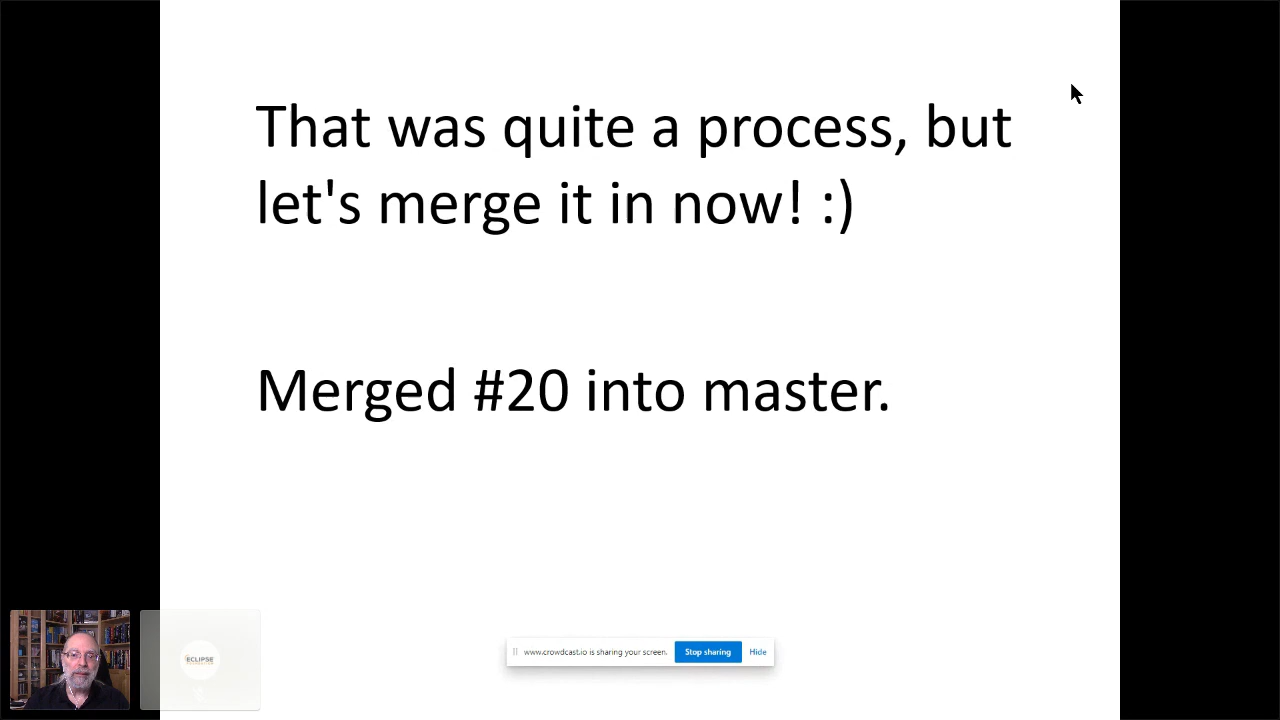 That was quite a process, but
let's merge it in now! :)
Merged #20 into master.
www.crowdcast.io is sharing your screen. Stop sharing Hide
ECLIPSE